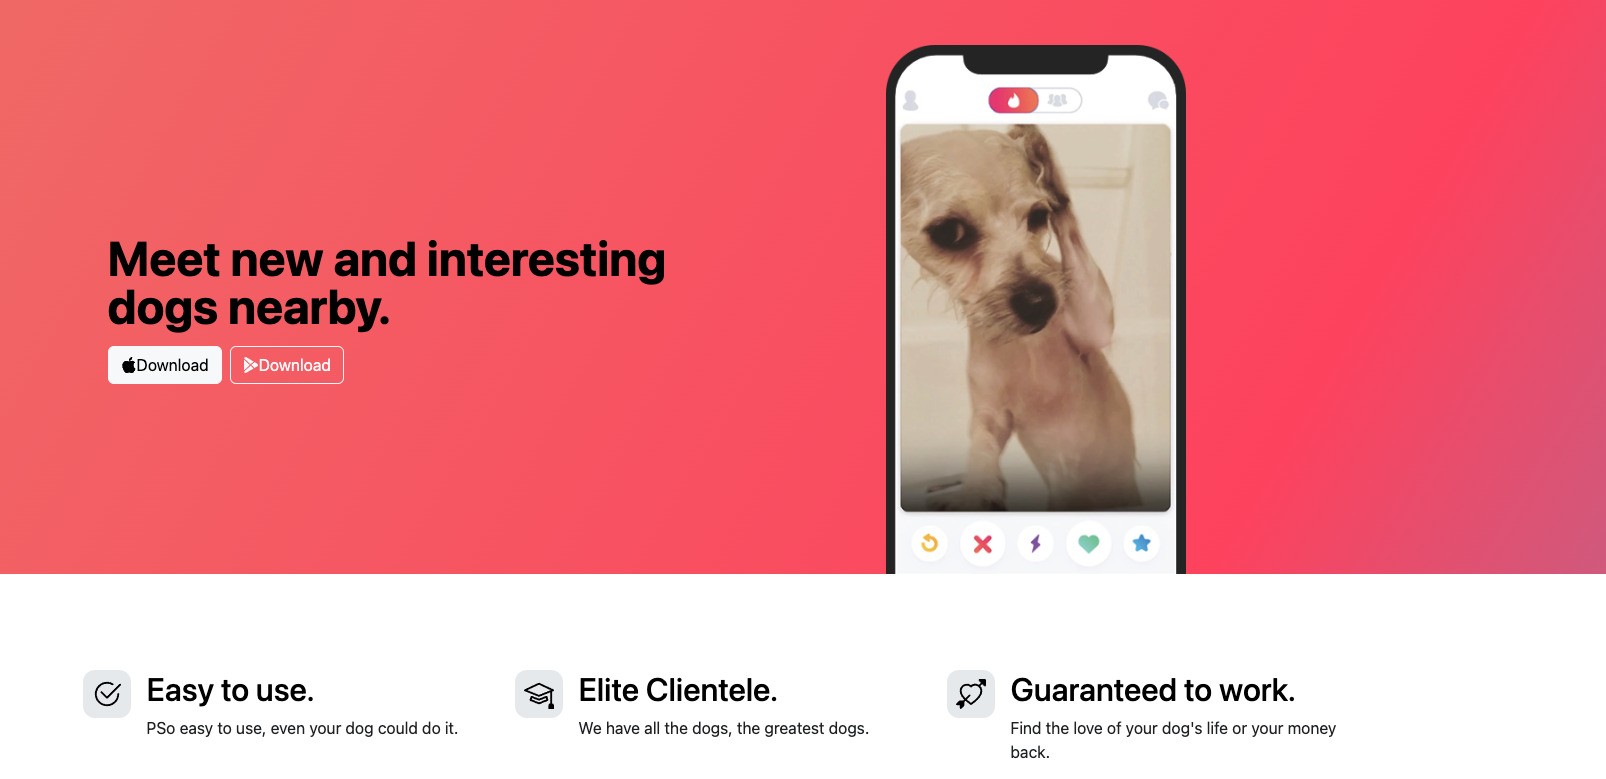 Meet new and interesting
dogs nearby.
Download
Download
Easy to use.
PSo easy to use, even your dog could do it.
Elite Clientele.
We have all the dogs, the greatest dogs.
Guaranteed to work.
Find the love of your dog's life or your money
back.